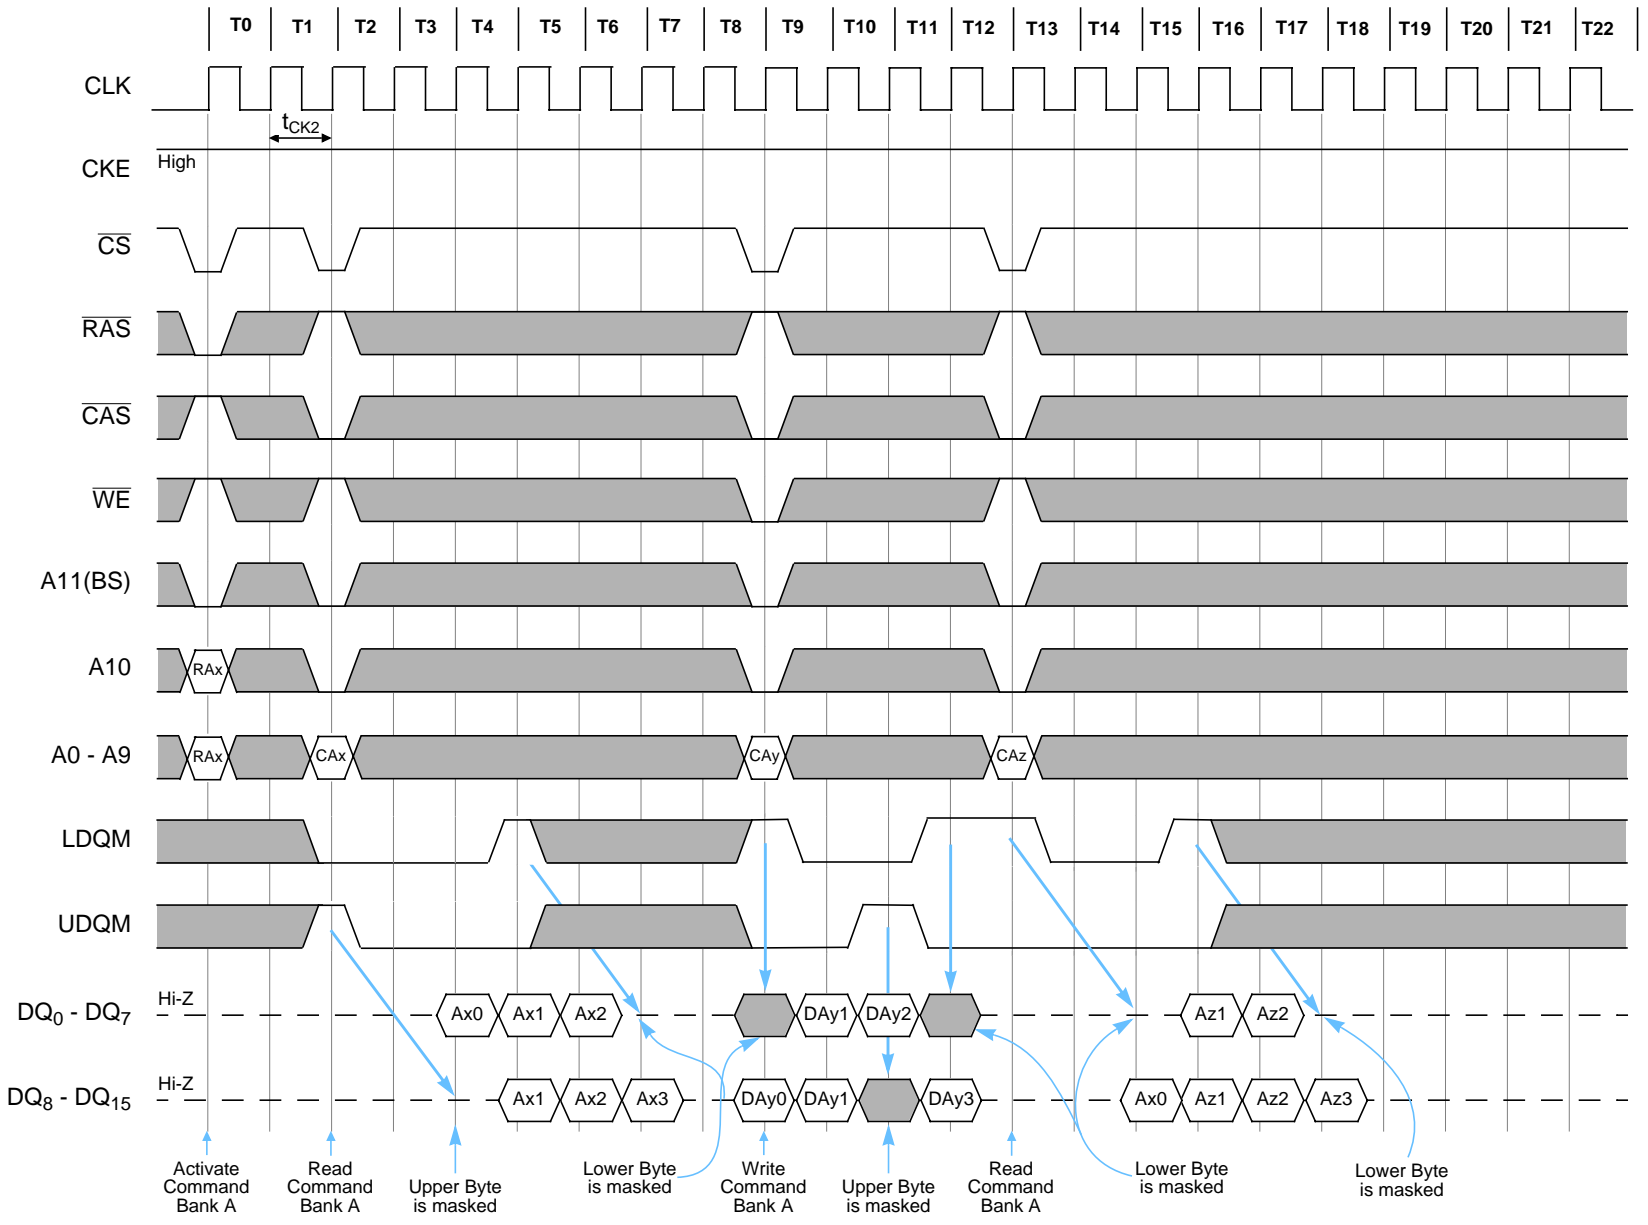 T0 T1 T2 T3 T4 T5 T6 T7 T8 T9 T10 T11 T12 T13 T14 T15 T16 T17 T18 T19 T20 T21 T22
CLK
tCK2
CKE High
CS
RAS
CAS
WE
A11(BS)
A10 RAx
A0 - A9 RAx CAx CAy CAz
LDQM
UDQM
DQ0 - DQ7 Hi-Z Ax0 Ax1 Ax2 DAy1 DAy2 Az1 Az2
DQ8 - DQ15 Hi-Z Ax1 Ax2 Ax3 DAy0 DAy1 DAy3 Ax0 Az1 Az2 Az3
Activate
Command
Bank A
Read
Command
Bank A
Upper Byte
is masked
Lower Byte
is masked
Write
Command
Bank A
Upper Byte
is masked
Read
Command
Bank A
Lower Byte
is masked
Lower Byte
is masked